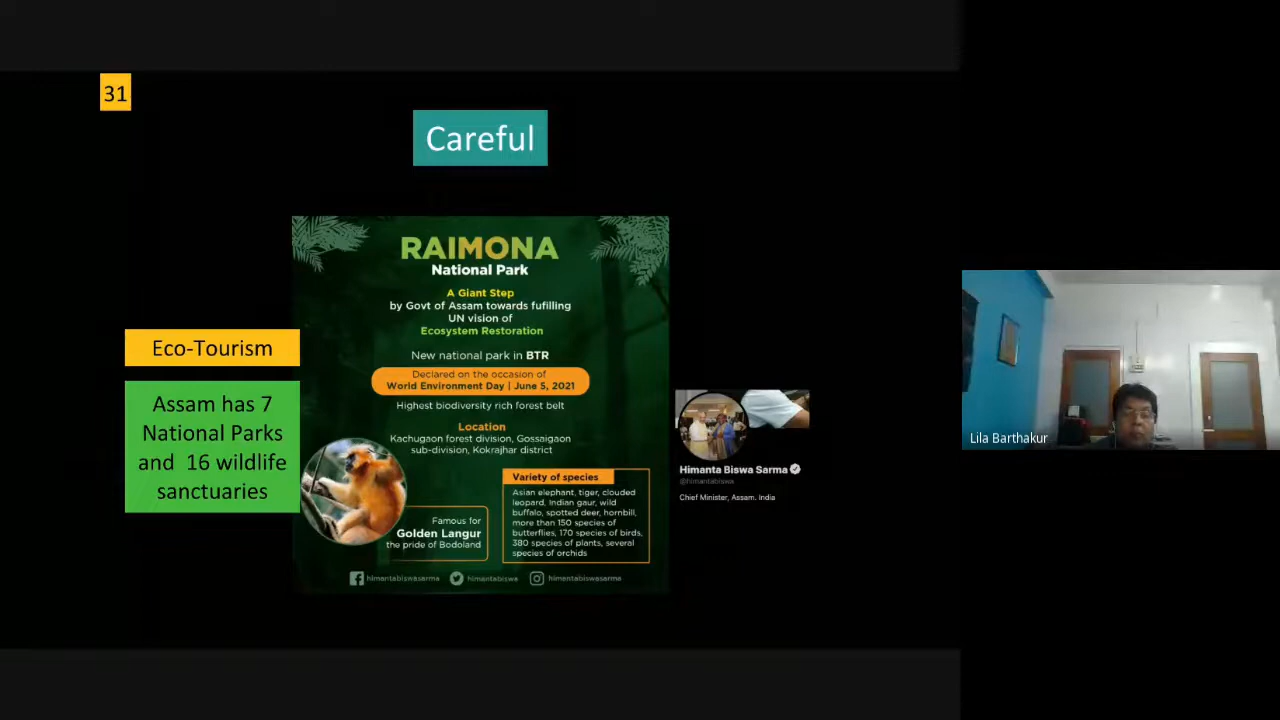 31
Careful
RAIMONA
National Park
A Giant Step
by Govt of Assam towards fufilling
UN vision of
Ecosystem Restoration
New national park in BTR
Declared on the occasion of
World Environment Day | June 5, 2021
Highest biodiversity rich forest belt
Location
Kachugaon forest division, Gossaigaon
sub-division, Kokrajhar district
Eco-Tourism
Assam has 7
National Parks
and 16 wildlife
sanctuaries
Famous for
Golden Langur
the pride of Bodoland
Variety of species
Asian elephant, tiger, clouded
leopard, Indian gaur, wild
buffalo, spotted deer, hornbill,
more than 150 species of
butterflies, 170 species of birds,
380 species of plants, several
species of orchids
himantabiswasarma
himantabiswa
himantabiswasarma
Himanta Biswa Sarma
@himantabiswa
Chief Minister, Assam. India
Lila Barthakur